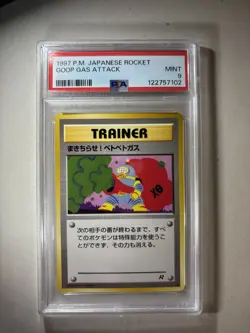 1997 P.M. JAPANESE ROCKET
GOOP GAS ATTACK
MINT
9
PSA
122757102
TRAINER
まきちらせ！ベトベトガス
次の相手の番が終わるまで、すべ
てのポケモンは特殊能力を使うこ
とができず、その力も消える。
R